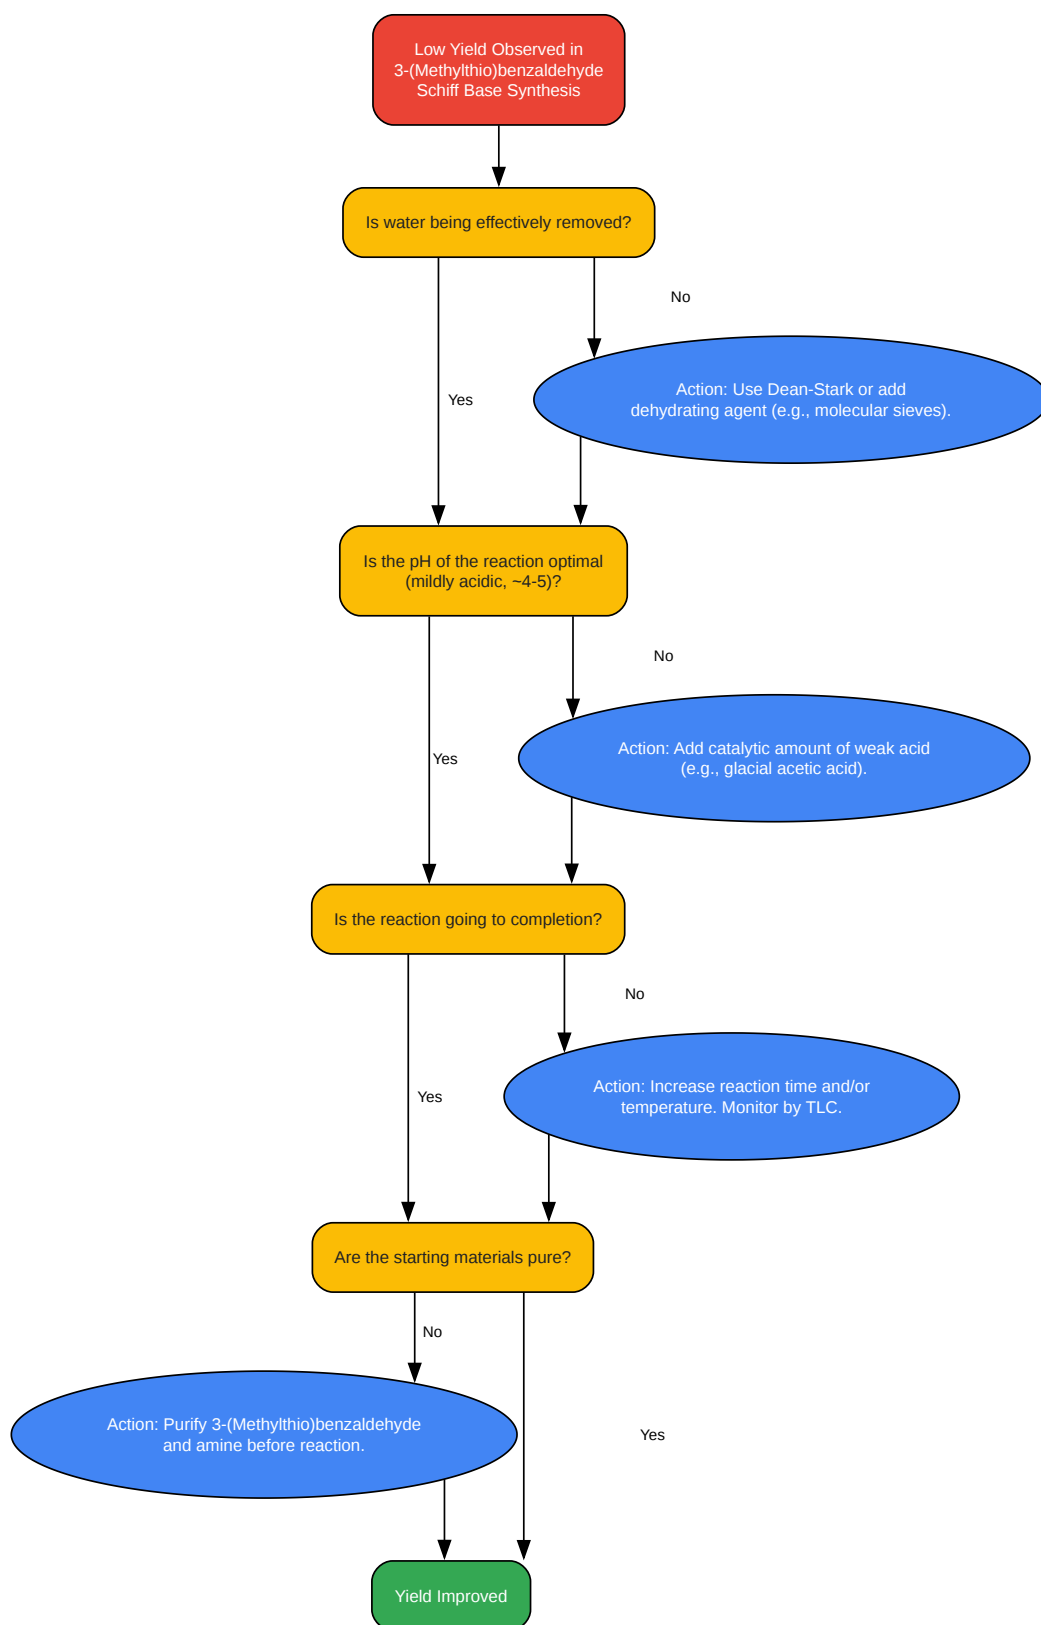 Low Yield Observed in
3-(Methylthio)benzaldehyde
Schiff Base Synthesis
Is water being effectively removed?
No
Action: Use Dean-Stark or add
dehydrating agent (e.g., molecular sieves).
Yes
Is the pH of the reaction optimal
(mildly acidic, ~4-5)?
No
Action: Add catalytic amount of weak acid
(e.g., glacial acetic acid).
Yes
Is the reaction going to completion?
No
Action: Increase reaction time and/or
temperature. Monitor by TLC.
Yes
Are the starting materials pure?
No
Action: Purify 3-(Methylthio)benzaldehyde
and amine before reaction.
Yes
Yield Improved